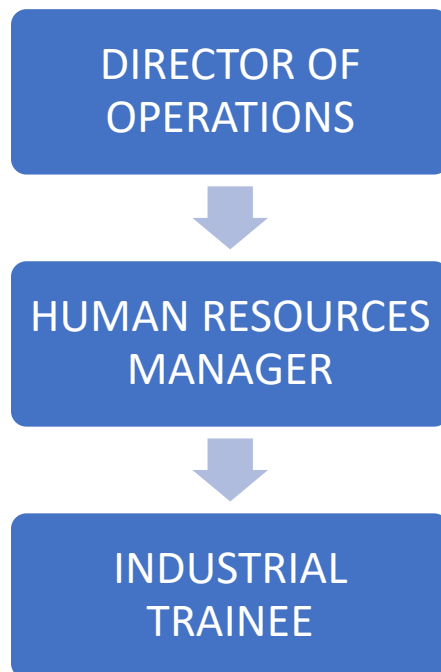 DIRECTOR OF
OPERATIONS
HUMAN RESOURCES
MANAGER
INDUSTRIAL
TRAINEE